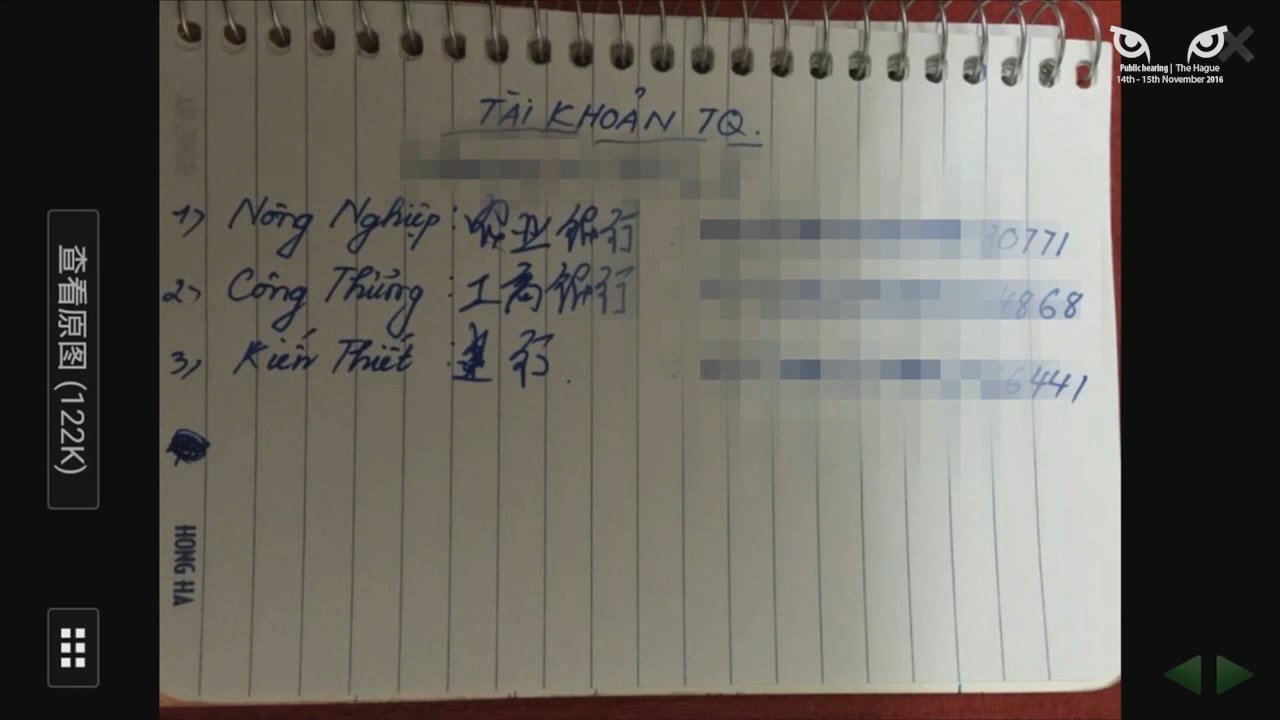 Public hearing | The Hague
14th - 15th November 2016
TÀI KHOẢN TQ.
1) Nông Nghiệp: 农业银行 30771
2) Công Thương: 工商银行 4868
3) Kiến Thiết: 建行. 6441
查看原图 (122K)
HONG HA